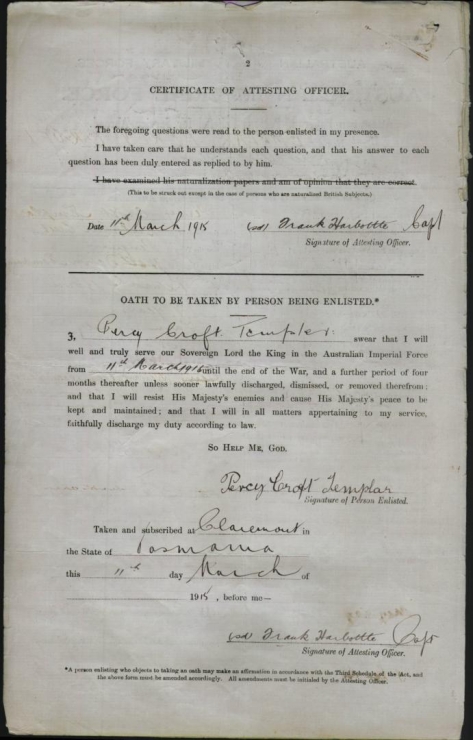 2
CERTIFICATE OF ATTESTING OFFICER.
The foregoing questions were read to the person enlisted in my presence.
I have taken care that he understands each question, and that his answer to each
question has been duly entered as replied to by him.
I have examined his naturalization papers and am of opinion that they are correct.
(This to be struck out except in the case of persons who are naturalized British Subjects.)
Date 11th March 1916 Frank Harbottle Capt
Signature of Attesting Officer.
OATH TO BE TAKEN BY PERSON BEING ENLISTED.*
3. Percy Croft Templar swear that I will
well and truly serve our Sovereign Lord the King in the Australian Imperial Force
from 11th March 1916 until the end of the War, and a further period of four
months thereafter unless sooner lawfully discharged, dismissed, or removed therefrom;
and that I will resist His Majesty's enemies and cause His Majesty's peace to be
kept and maintained; and that I will in all matters appertaining to my service,
faithfully discharge my duty according to law.
SO HELP ME, GOD.
Percy Croft Templar
Signature of Person Enlisted.
Taken and subscribed at Claremont in
the State of Tasmania
this 11th day March of
1916, before me—
Frank Harbottle Capt
Signature of Attesting Officer.
*A person enlisting who objects to taking an oath may make an affirmation in accordance with the Third Schedule of the Act, and
the above form must be amended accordingly. All amendments must be initialed by the Attesting Officer.